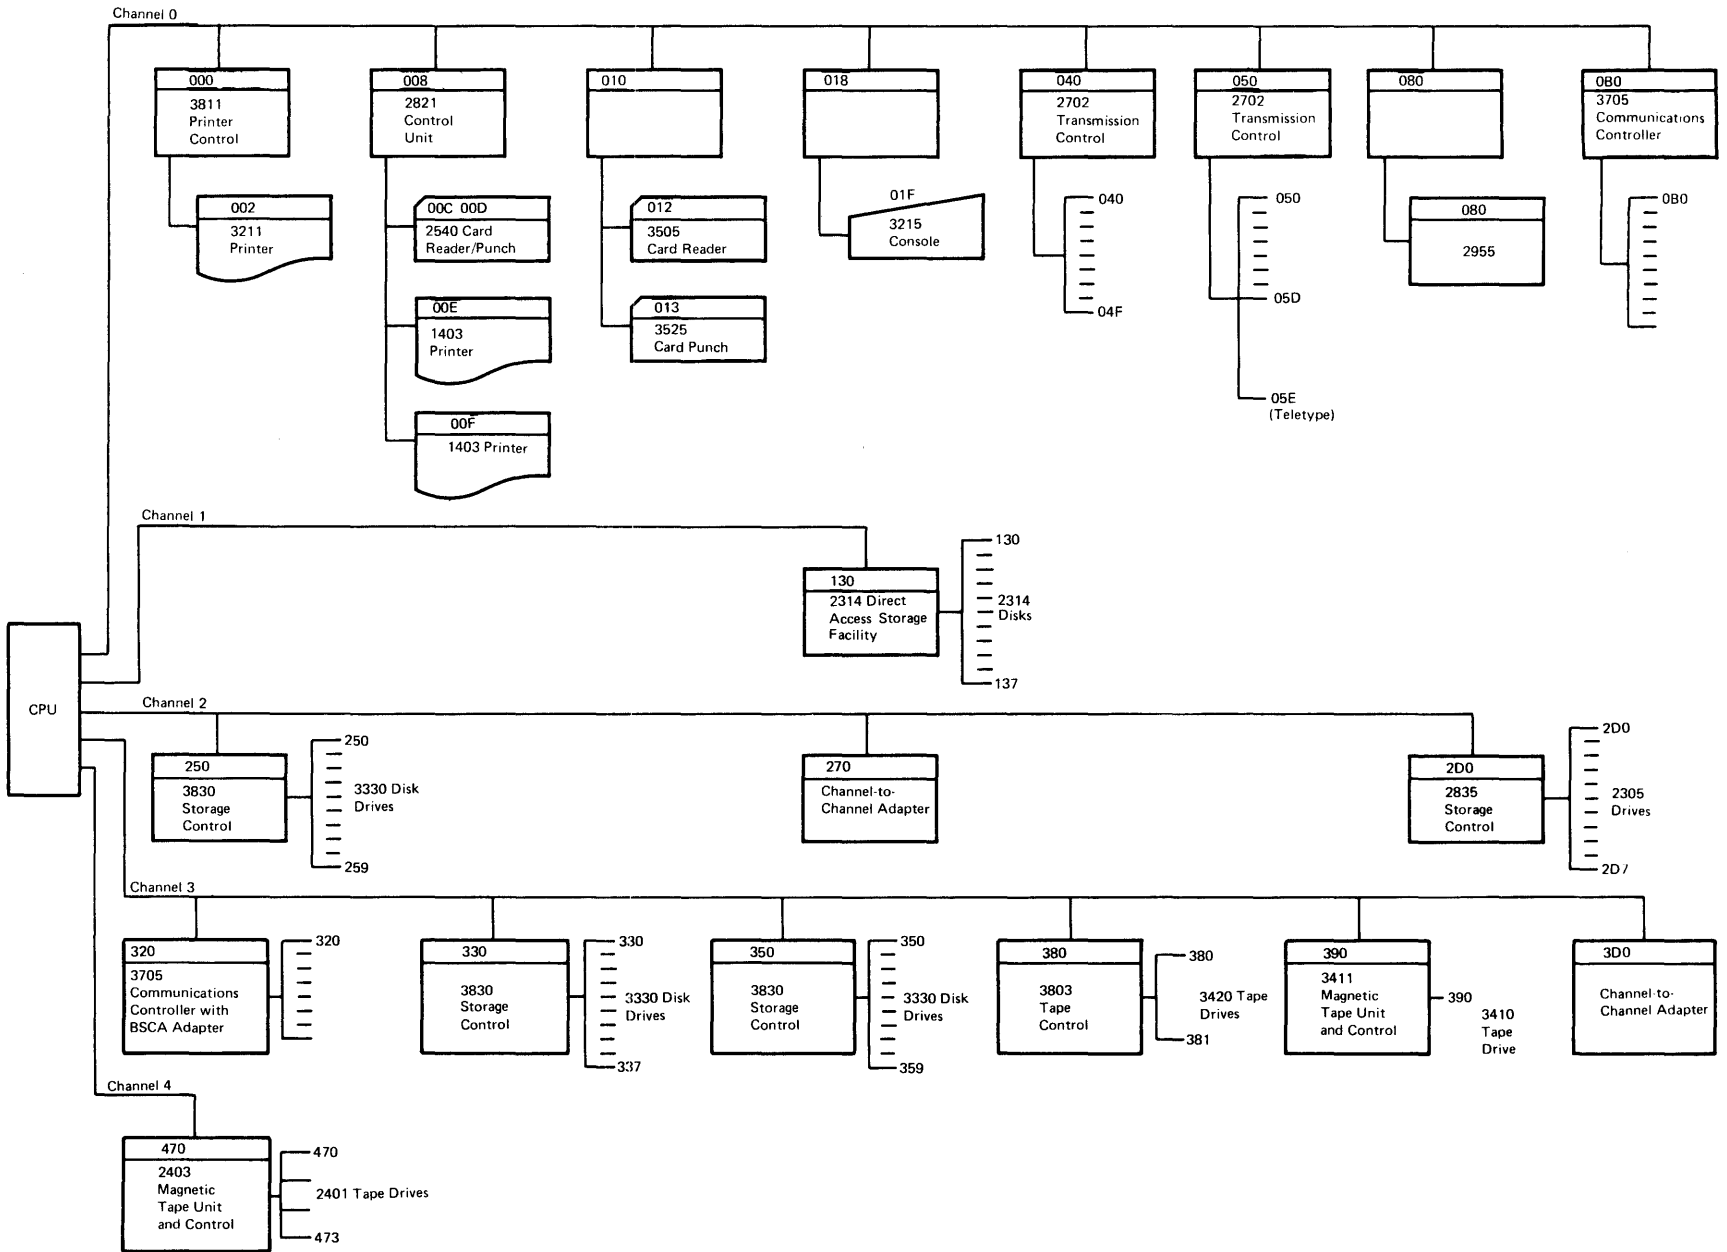 Channel 0
000
3811
Printer
Control
002
3211
Printer
008
2821
Control
Unit
00C 00D
2540 Card
Reader/Punch
00E
1403
Printer
00F
1403 Printer
010
012
3505
Card Reader
013
3525
Card Punch
018
01F
3215
Console
040
2702
Transmission
Control
040
04F
050
2702
Transmission
Control
050
05D
05E
(Teletype)
080
080
2955
0B0
3705
Communications
Controller
0B0
Channel 1
130
2314 Direct
Access Storage
Facility
130
2314
Disks
137
CPU
Channel 2
250
3830
Storage
Control
250
3330 Disk
Drives
259
270
Channel-to-
Channel Adapter
2D0
2835
Storage
Control
2D0
2305
Drives
2D7
Channel 3
320
3705
Communications
Controller with
BSCA Adapter
320
330
3830
Storage
Control
330
3330 Disk
Drives
337
350
3830
Storage
Control
350
3330 Disk
Drives
359
380
3803
Tape
Control
380
3420 Tape
Drives
381
390
3411
Magnetic
Tape Unit
and Control
390
3410
Tape
Drive
3D0
Channel-to-
Channel Adapter
Channel 4
470
2403
Magnetic
Tape Unit
and Control
470
2401 Tape Drives
473